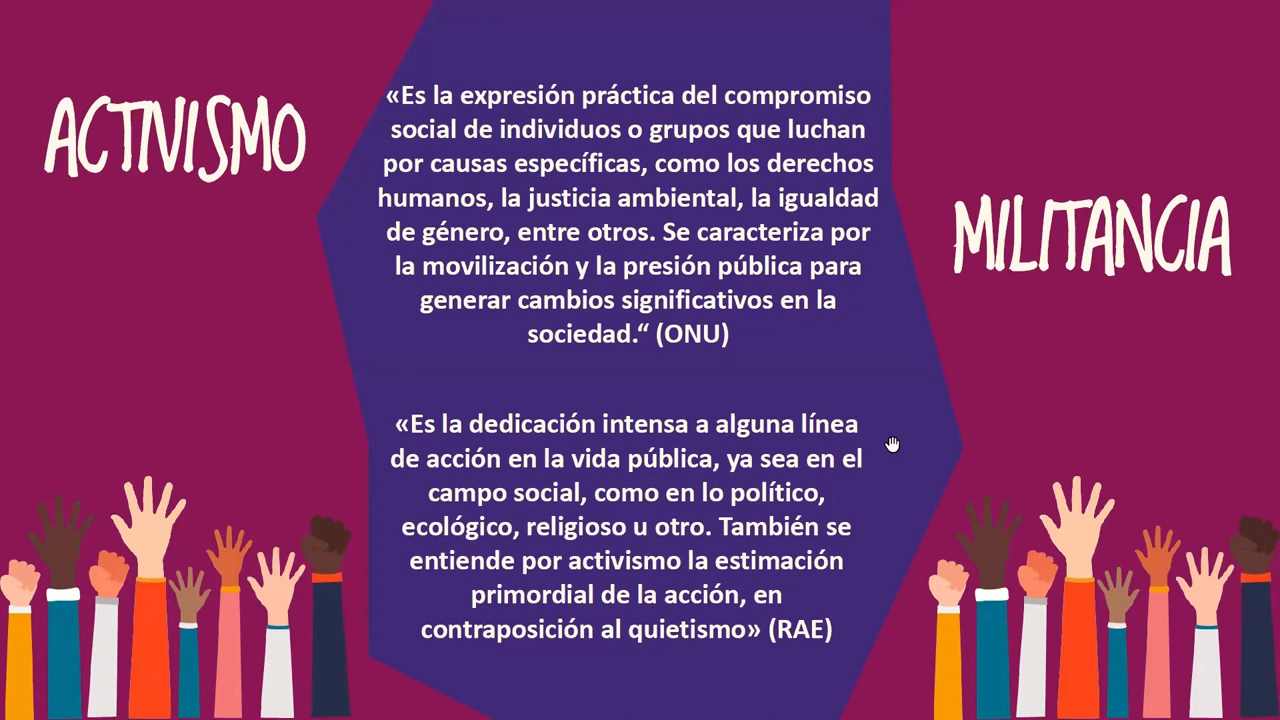 ACTIVISMO
«Es la expresión práctica del compromiso
social de individuos o grupos que luchan
por causas específicas, como los derechos
humanos, la justicia ambiental, la igualdad
de género, entre otros. Se caracteriza por
la movilización y la presión pública para
generar cambios significativos en la
sociedad.“ (ONU)
MILITANCIA
«Es la dedicación intensa a alguna línea
de acción en la vida pública, ya sea en el
campo social, como en lo político,
ecológico, religioso u otro. También se
entiende por activismo la estimación
primordial de la acción, en
contraposición al quietismo» (RAE)